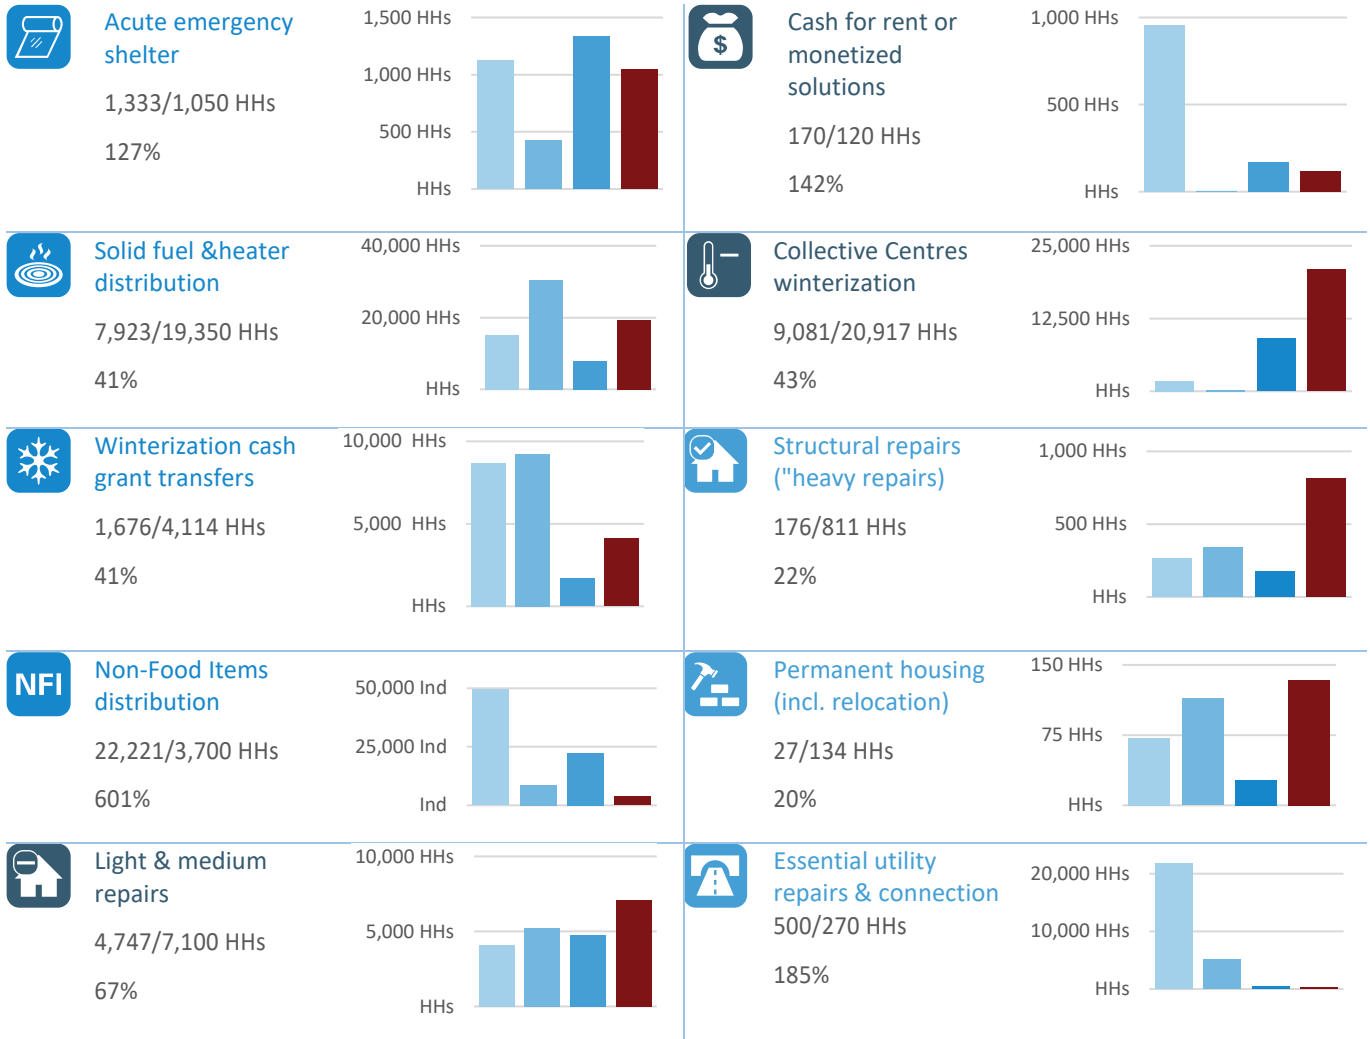 Acute emergency
shelter
1,333/1,050 HHs
127%
1,500 HHs
1,000 HHs
500 HHs
HHs
$
Cash for rent or
monetized
solutions
170/120 HHs
142%
1,000 HHs
500 HHs
HHs
Solid fuel &heater
distribution
7,923/19,350 HHs
41%
40,000 HHs
20,000 HHs
HHs
Collective Centres
winterization
9,081/20,917 HHs
43%
25,000 HHs
12,500 HHs
HHs
Winterization cash
grant transfers
1,676/4,114 HHs
41%
10,000 HHs
5,000 HHs
HHs
Structural repairs
("heavy repairs)
176/811 HHs
22%
1,000 HHs
500 HHs
HHs
NFI
Non-Food Items
distribution
22,221/3,700 HHs
601%
50,000 Ind
25,000 Ind
Ind
Permanent housing
(incl. relocation)
27/134 HHs
20%
150 HHs
75 HHs
HHs
Light & medium
repairs
4,747/7,100 HHs
67%
10,000 HHs
5,000 HHs
HHs
Essential utility
repairs & connection
500/270 HHs
185%
20,000 HHs
10,000 HHs
HHs